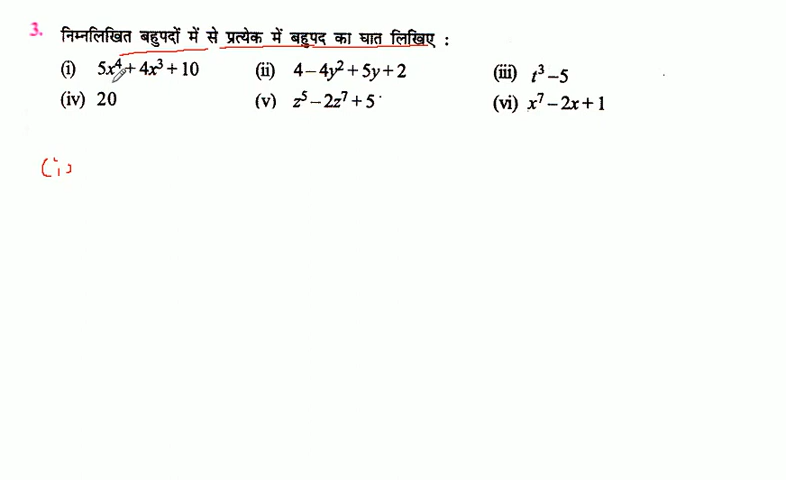 3. निम्नलिखित बहुपदों में से प्रत्येक में बहुपद का घात लिखिए :
(i) 5x⁴ + 4x³ + 10 (ii) 4 – 4y² + 5y + 2 (iii) t³ – 5
(iv) 20 (v) z⁵ – 2z⁷ + 5 (vi) x⁷ – 2x + 1
(i)